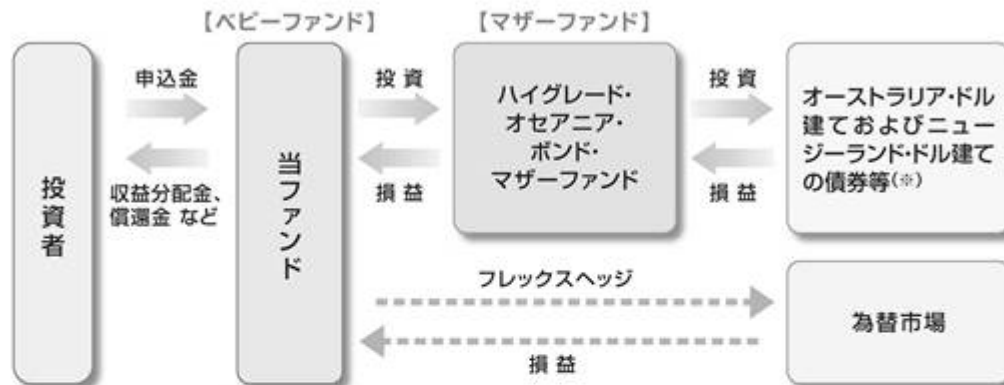 【ベビーファンド】
【マザーファンド】
投資者
申込金
収益分配金、
償還金 など
当ファンド
投 資
損 益
ハイグレード・
オセアニア・
ボンド・
マザーファンド
投 資
損 益
オーストラリア・ドル
建ておよびニュー
ジーランド・ドル建て
の債券等(※)
フレックスヘッジ
損 益
為替市場